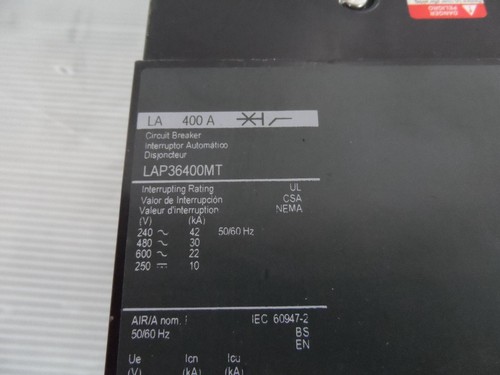 DANGER
PELIGRO
LA 400 A
Circuit Breaker
Interruptor Automático
Disjoncteur
LAP36400MT
Interrupting Rating UL
Valor de Interrupción CSA
Valeur d'interruption NEMA
(V) (kA)
240 ~ 42 50/60 Hz
480 ~ 30
600 ~ 22
250 ⎓ 10
AIR/A nom. IEC 60947-2
50/60 Hz BS
EN
Ue Icn Icu
(V) (kA) (kA)